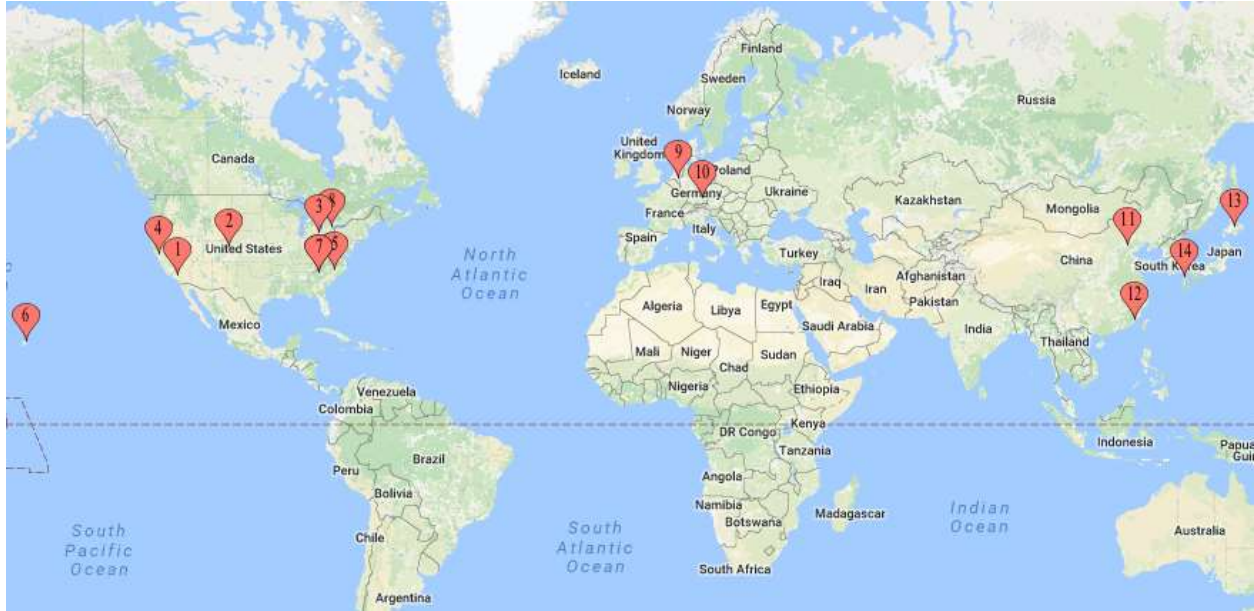 Finland
Iceland
Sweden
Russia
Norway
United
Kingdom
Canada
9
10
Poland
Germany
Ukraine
Kazakhstan
Mongolia
3
8
13
2
4
7
5
1
United States
France
Italy
11
14
Spain
Turkey
China
South Korea
Japan
North
Atlantic
Ocean
Iraq
Iran
Afghanistan
Pakistan
12
6
Mexico
Algeria
Libya
Egypt
Saudi Arabia
India
Thailand
Mali
Niger
Chad
Sudan
Nigeria
Ethiopia
Venezuela
Colombia
DR Congo
Kenya
Tanzania
Indonesia
Papua
Gui
Peru
Brazil
Bolivia
Angola
Namibia
Botswana
Madagascar
Indian
Ocean
Australia
South
Pacific
Ocean
Chile
South
Atlantic
Ocean
South Africa
Argentina